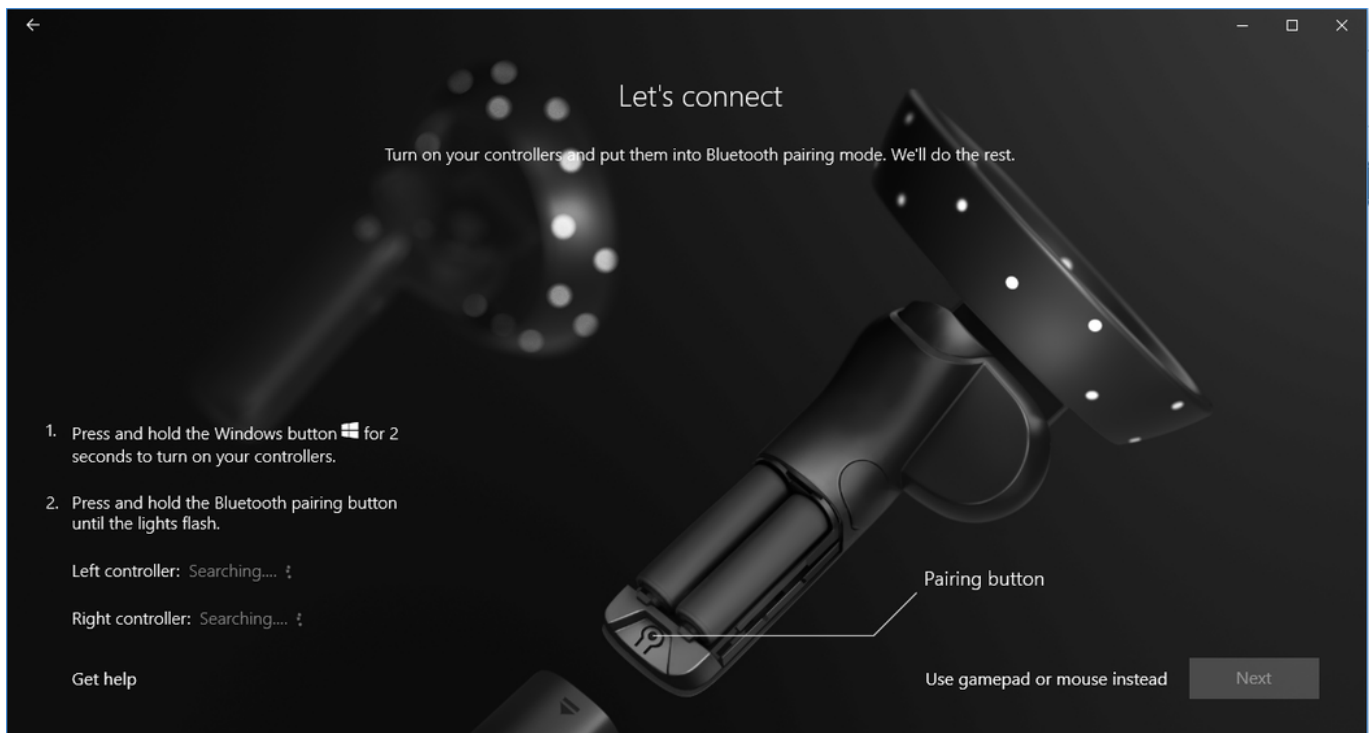 Let's connect
Turn on your controllers and put them into Bluetooth pairing mode. We'll do the rest.
1. Press and hold the Windows button for 2
seconds to turn on your controllers.
2. Press and hold the Bluetooth pairing button
until the lights flash.
Left controller: Searching....
Right controller: Searching....
Pairing button
Get help
Use gamepad or mouse instead
Next